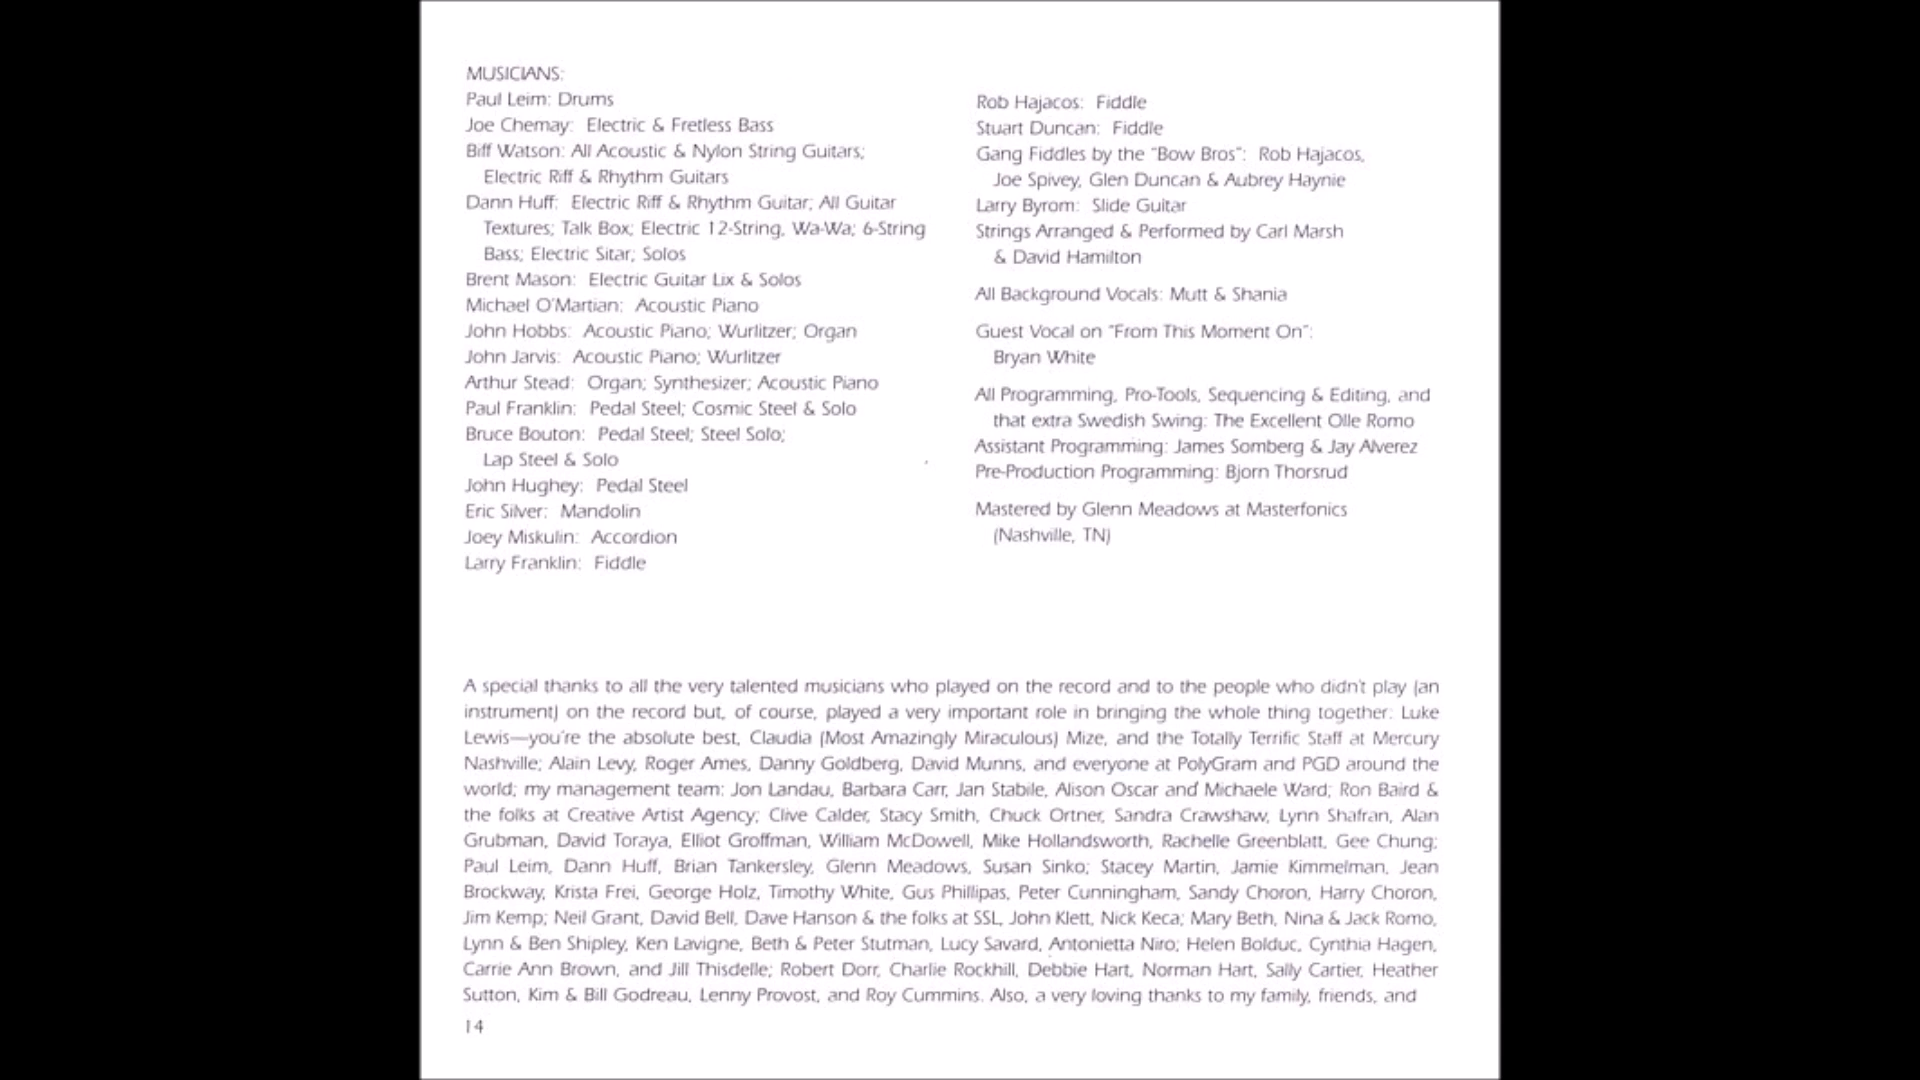 MUSICIANS:
Paul Leim: Drums
Joe Chemay: Electric & Fretless Bass
Biff Watson: All Acoustic & Nylon String Guitars;
Electric Riff & Rhythm Guitars
Dann Huff: Electric Riff & Rhythm Guitar; All Guitar
Textures; Talk Box; Electric 12-String, Wa-Wa; 6-String
Bass; Electric Sitar; Solos
Brent Mason: Electric Guitar Lix & Solos
Michael O'Martian: Acoustic Piano
John Hobbs: Acoustic Piano; Wurlitzer; Organ
John Jarvis: Acoustic Piano; Wurlitzer
Arthur Stead: Organ; Synthesizer; Acoustic Piano
Paul Franklin: Pedal Steel; Cosmic Steel & Solo
Bruce Bouton: Pedal Steel; Steel Solo;
Lap Steel & Solo
John Hughey: Pedal Steel
Eric Silver: Mandolin
Joey Miskulin: Accordion
Larry Franklin: Fiddle
Rob Hajacos: Fiddle
Stuart Duncan: Fiddle
Gang Fiddles by the "Bow Bros": Rob Hajacos,
Joe Spivey, Glen Duncan & Aubrey Haynie
Larry Byrom: Slide Guitar
Strings Arranged & Performed by Carl Marsh
& David Hamilton
All Background Vocals: Mutt & Shania
Guest Vocal on "From This Moment On":
Bryan White
All Programming, Pro-Tools, Sequencing & Editing, and
that extra Swedish Swing: The Excellent Olle Romo
Assistant Programming: James Somberg & Jay Alverez
Pre-Production Programming: Bjorn Thorsrud
Mastered by Glenn Meadows at Masterfonics
(Nashville, TN)
A special thanks to all the very talented musicians who played on the record and to the people who didn't play (an
instrument) on the record but, of course, played a very important role in bringing the whole thing together: Luke
Lewis—you're the absolute best, Claudia (Most Amazingly Miraculous) Mize, and the Totally Terrific Staff at Mercury
Nashville; Alain Levy, Roger Ames, Danny Goldberg, David Munns, and everyone at PolyGram and PGD around the
world; my management team: Jon Landau, Barbara Carr, Jan Stabile, Alison Oscar and Michaele Ward; Ron Baird &
the folks at Creative Artist Agency; Clive Calder, Stacy Smith, Chuck Ortner, Sandra Crawshaw, Lynn Shafran, Alan
Grubman, David Toraya, Elliot Groffman, William McDowell, Mike Hollandsworth, Rachelle Greenblatt, Gee Chung;
Paul Leim, Dann Huff, Brian Tankersley, Glenn Meadows, Susan Sinko; Stacey Martin, Jamie Kimmelman, Jean
Brockway, Krista Frei, George Holz, Timothy White, Gus Phillipas, Peter Cunningham, Sandy Choron, Harry Choron,
Jim Kemp; Neil Grant, David Bell, Dave Hanson & the folks at SSL, John Klett, Nick Keca; Mary Beth, Nina & Jack Romo,
Lynn & Ben Shipley, Ken Lavigne, Beth & Peter Stutman, Lucy Savard, Antonietta Niro; Helen Bolduc, Cynthia Hagen,
Carrie Ann Brown, and Jill Thisdelle; Robert Dorr, Charlie Rockhill, Debbie Hart, Norman Hart, Sally Cartier, Heather
Sutton, Kim & Bill Godreau, Lenny Provost, and Roy Cummins. Also, a very loving thanks to my family, friends, and
14